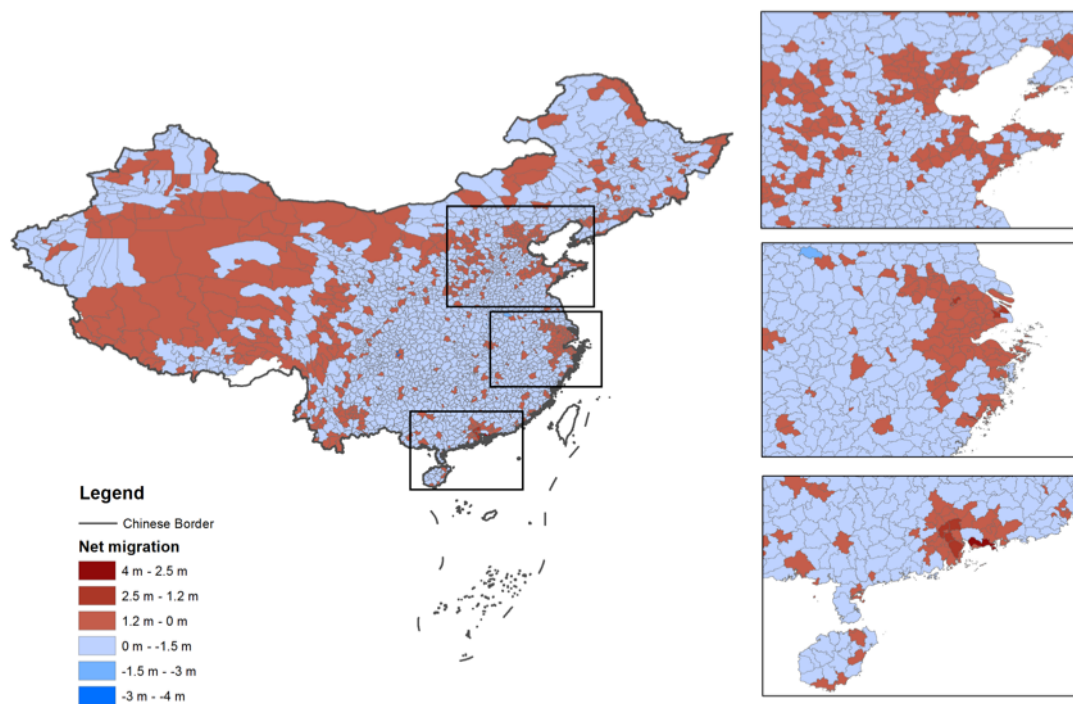 Legend
Chinese Border
Net migration
4 m - 2.5 m
2.5 m - 1.2 m
1.2 m - 0 m
0 m - -1.5 m
-1.5 m - -3 m
-3 m - -4 m